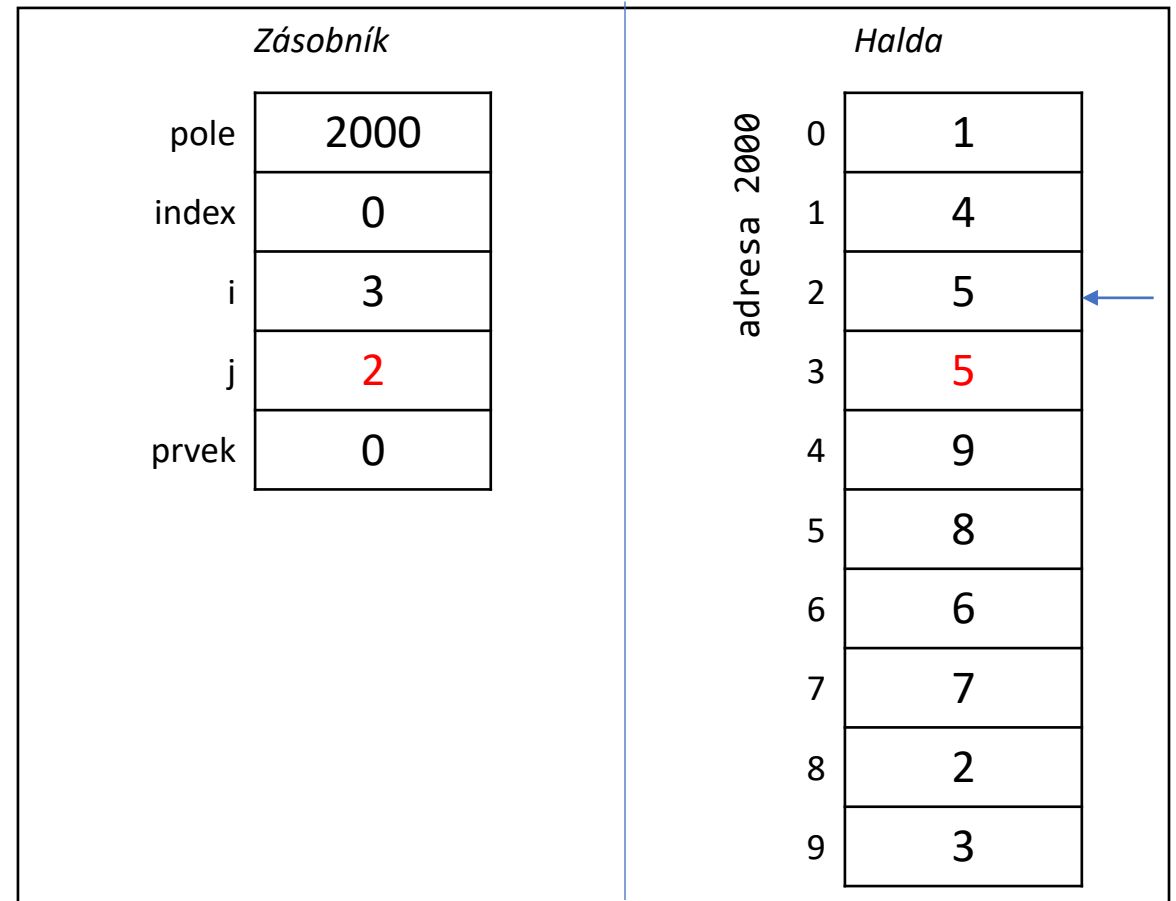 Zásobník
pole 2000
index 0
i 3
j 2
prvek 0
Halda
adresa 2000
0 1
1 4
2 5
3 5
4 9
5 8
6 6
7 7
8 2
9 3